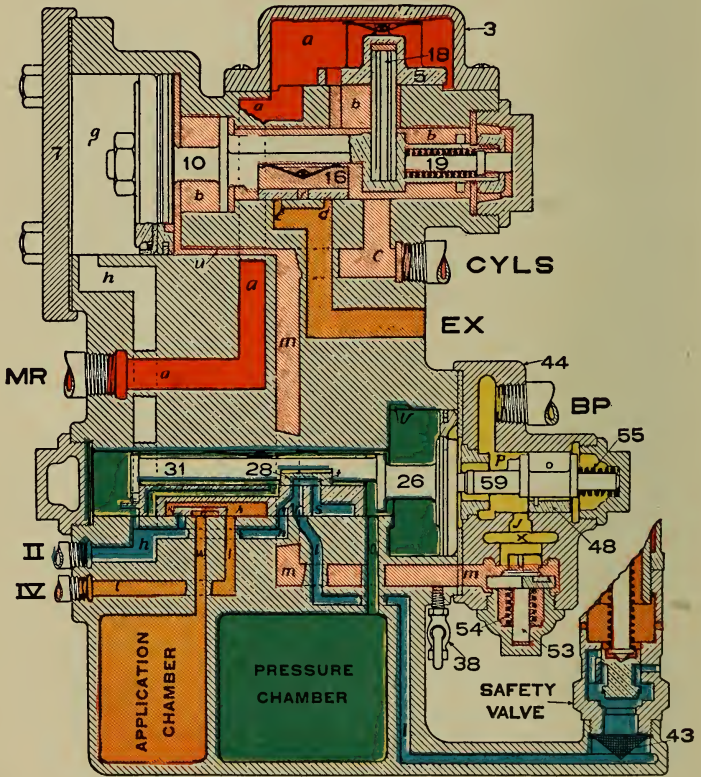 3
a
18
5
a
b
b
g
7
10
16
19
b
c
d
c
CYLS
h
u
a
EX
m
MR
a
44
BP
55
31
28
t
26
P
59
II
h
s
J
x
48
IV
l
m
m
54
53
38
APPLICATION
CHAMBER
PRESSURE
CHAMBER
SAFETY
VALVE
43